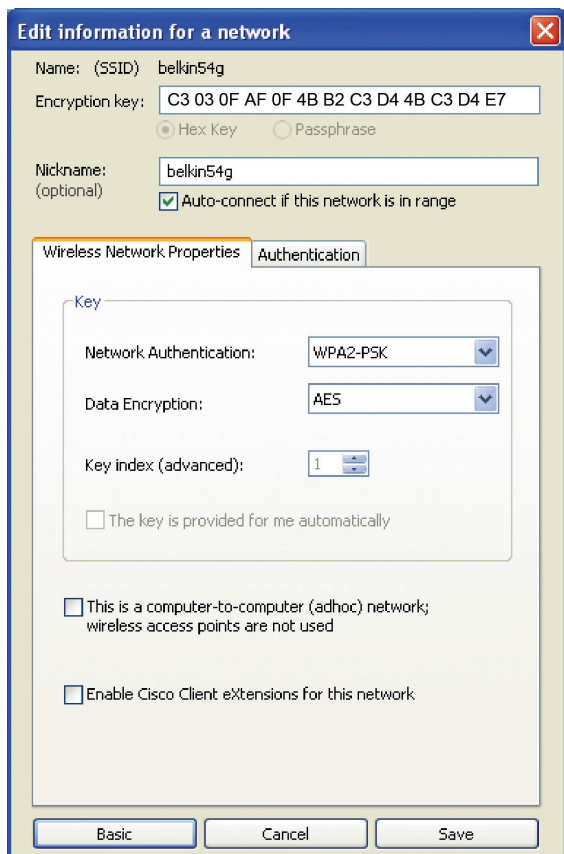 Edit information for a network
Name: (SSID) belkin54g
Encryption key: C3 03 0F AF 0F 4B B2 C3 D4 4B C3 D4 E7
Hex Key Passphrase
Nickname: belkin54g
(optional)
Auto-connect if this network is in range
Wireless Network Properties Authentication
Key
Network Authentication: WPA2-PSK
Data Encryption: AES
Key index (advanced): 1
The key is provided for me automatically
This is a computer-to-computer (adhoc) network;
wireless access points are not used
Enable Cisco Client eXtensions for this network
Basic Cancel Save